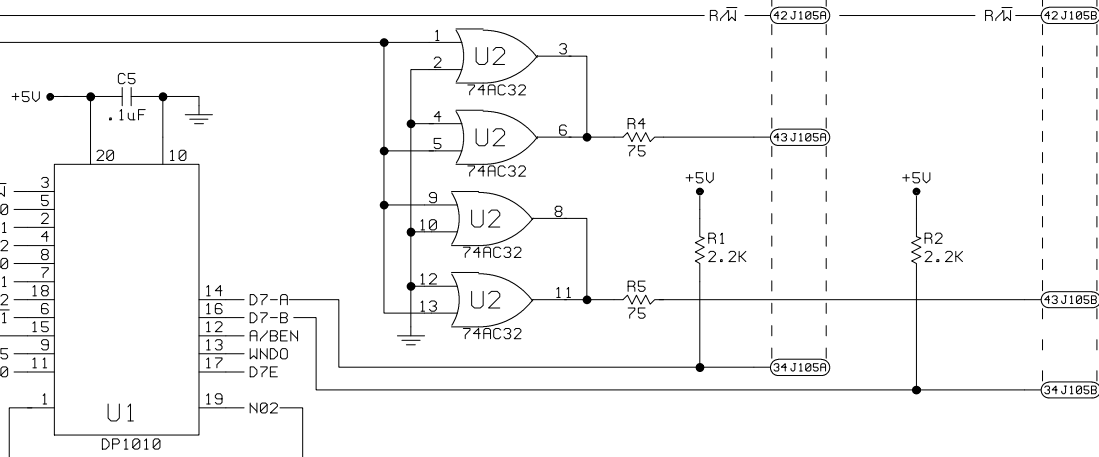 R/W̅ 42J105A R/W̅ 42J105B
1 U2 3
2
74AC32
C5
+5V
.1uF
4 U2 6 R4 43J105A
5 75
74AC32
20 10
+5V +5V
3
5
2
4
8
7
18
6
15
9
11
1
9 U2 8
10
74AC32
R1
2.2K
R2
2.2K
12 U2 11 R5 43J105B
13 75
74AC32
14 D7-A
16 D7-B
12 A/BEN
13 WNDO
17 D7E
34J105A
34J105B
19 N02
U1
DP1010